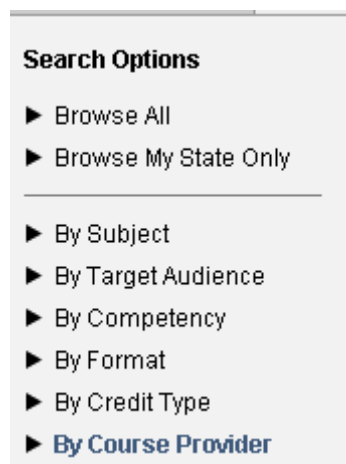 Search Options
► Browse All
► Browse My State Only
► By Subject
► By Target Audience
► By Competency
► By Format
► By Credit Type
► By Course Provider